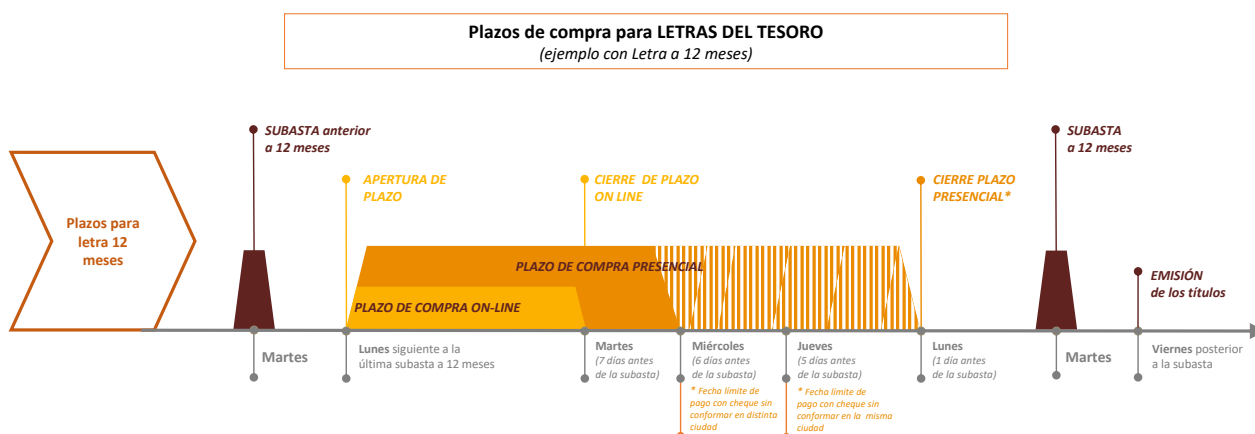 Plazos de compra para LETRAS DEL TESORO
(ejemplo con Letra a 12 meses)
SUBASTA anterior
a 12 meses
SUBASTA
a 12 meses
APERTURA DE
PLAZO
CIERRE DE PLAZO
ON LINE
CIERRE PLAZO
PRESENCIAL*
Plazos para
letra 12
meses
PLAZO DE COMPRA PRESENCIAL
PLAZO DE COMPRA ON-LINE
EMISIÓN
de los títulos
Martes
Lunes siguiente a la
última subasta a 12 meses
Martes
(7 días antes
de la subasta)
Miércoles
(6 días antes
de la subasta)
* Fecha límite de
pago con cheque sin
conformar en distinta
ciudad
Jueves
(5 días antes
de la subasta)
* Fecha límite de
pago con cheque sin
conformar en la misma
ciudad
Lunes
(1 día antes
de la subasta)
Martes
Viernes posterior
a la subasta